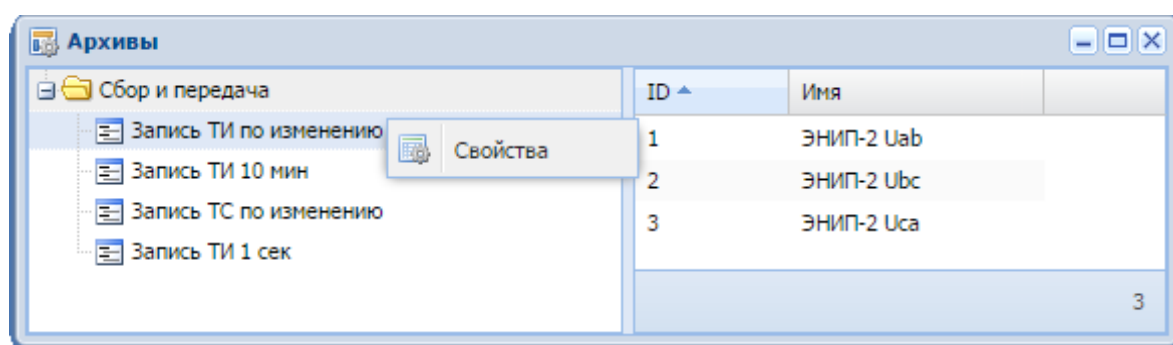 Архивы
Сбор и передача
Запись ТИ по изменению
Запись ТИ 10 мин
Запись ТС по изменению
Запись ТИ 1 сек
Свойства
ID Имя
1 ЭНИП-2 Uab
2 ЭНИП-2 Ubc
3 ЭНИП-2 Uca
3